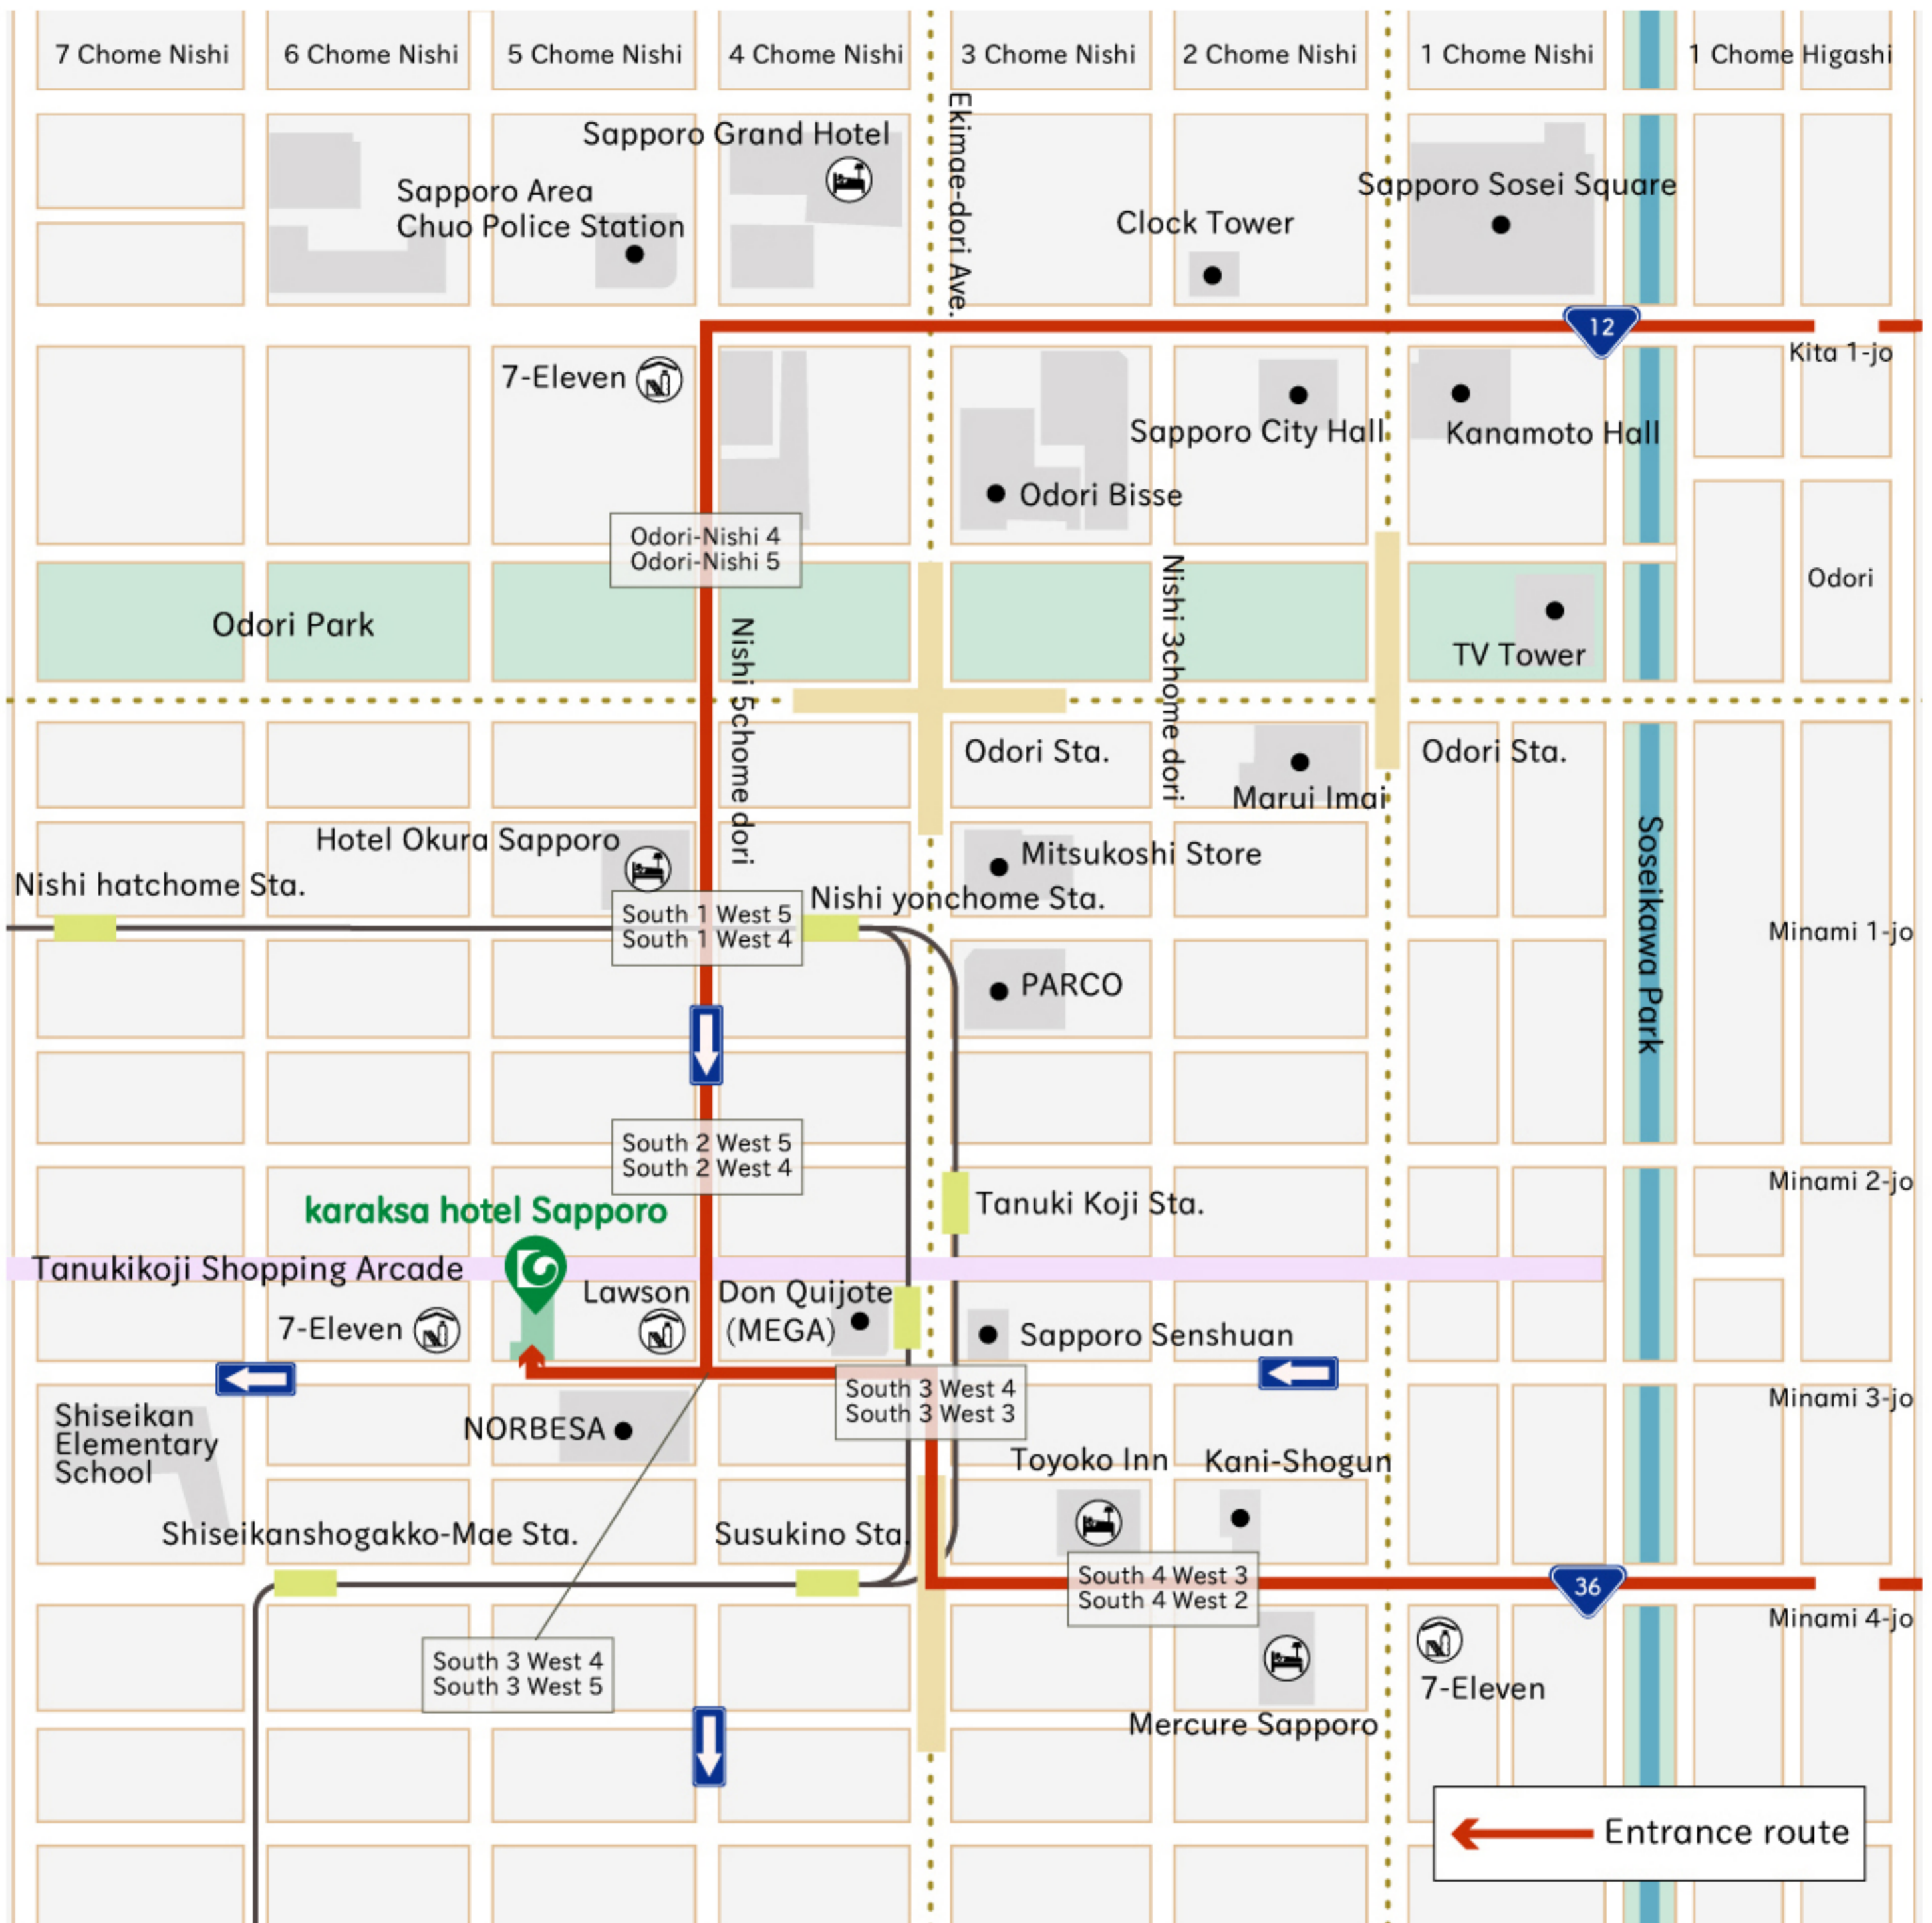 7 Chome Nishi
6 Chome Nishi
5 Chome Nishi
4 Chome Nishi
3 Chome Nishi
2 Chome Nishi
1 Chome Nishi
1 Chome Higashi
Sapporo Grand Hotel
Ekimae-dori Ave.
Sapporo Area
Chuo Police Station
Clock Tower
Sapporo Sosei Square
12
Kita 1-jo
7-Eleven
Sapporo City Hall
Kanamoto Hall
Odori Bisse
Odori-Nishi 4
Odori-Nishi 5
Odori Park
Nishi 5chome dori
Nishi 3chome dori
TV Tower
Odori
Odori Sta.
Odori Sta.
Marui Imai
Hotel Okura Sapporo
Mitsukoshi Store
Nishi hatchome Sta.
Nishi yonchome Sta.
South 1 West 5
South 1 West 4
Soseikawa Park
Minami 1-jo
PARCO
South 2 West 5
South 2 West 4
Minami 2-jo
karaksa hotel Sapporo
Tanuki Koji Sta.
Tanukikoji Shopping Arcade
Lawson
Don Quijote
(MEGA)
7-Eleven
Sapporo Senshuan
South 3 West 4
South 3 West 3
Minami 3-jo
Shiseikan
Elementary
School
NORBESA
Toyoko Inn
Kani-Shogun
Shiseikanshogakko-Mae Sta.
Susukino Sta.
South 4 West 3
South 4 West 2
36
Minami 4-jo
South 3 West 4
South 3 West 5
7-Eleven
Mercure Sapporo
Entrance route